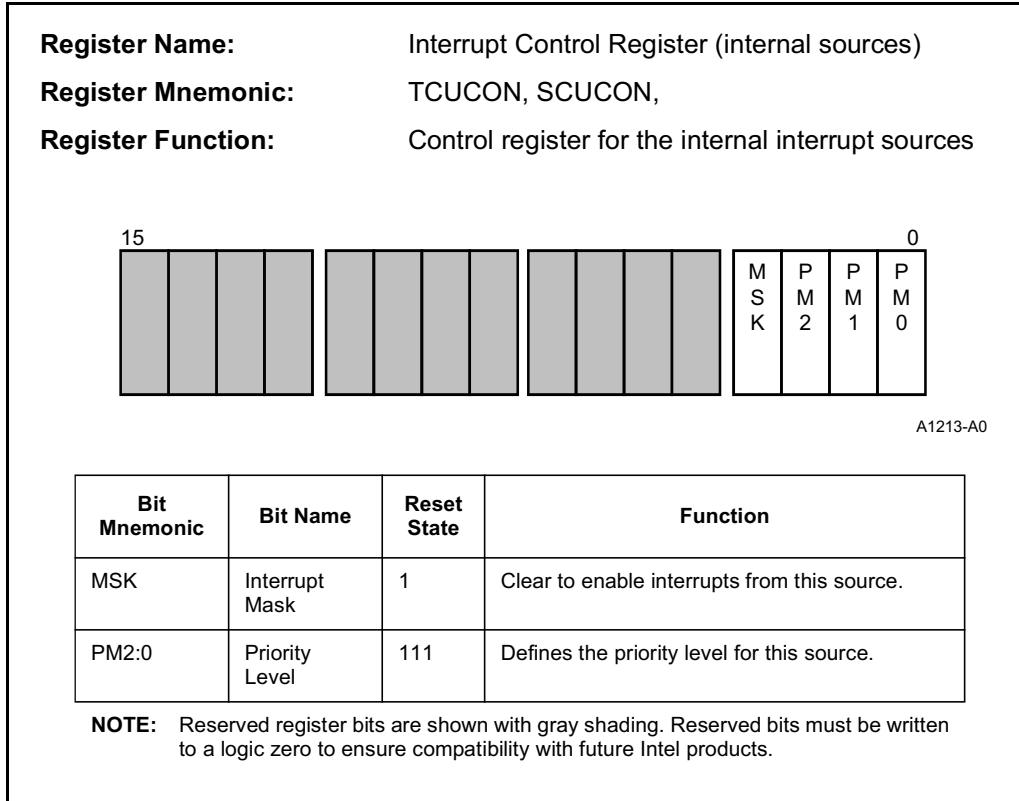 Register Name: Interrupt Control Register (internal sources)
Register Mnemonic: TCUCON, SCUCON,
Register Function: Control register for the internal interrupt sources
15 0
M P P P
S M M M
K 2 1 0
A1213-A0
Bit Mnemonic Bit Name Reset State Function
MSK Interrupt Mask 1 Clear to enable interrupts from this source.
PM2:0 Priority Level 111 Defines the priority level for this source.
NOTE: Reserved register bits are shown with gray shading. Reserved bits must be written
to a logic zero to ensure compatibility with future Intel products.